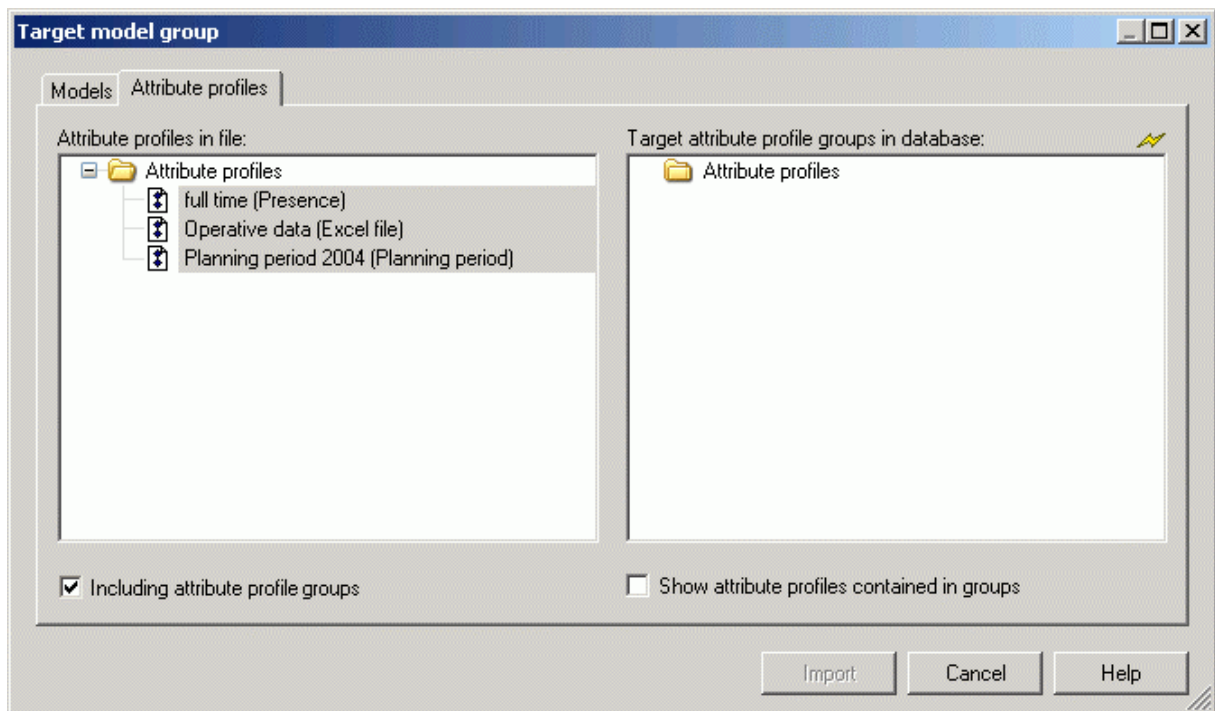 Target model group
Models
Attribute profiles
Attribute profiles in file:
Attribute profiles
full time (Presence)
Operative data (Excel file)
Planning period 2004 (Planning period)
Including attribute profile groups
Target attribute profile groups in database:
Attribute profiles
Show attribute profiles contained in groups
Import
Cancel
Help